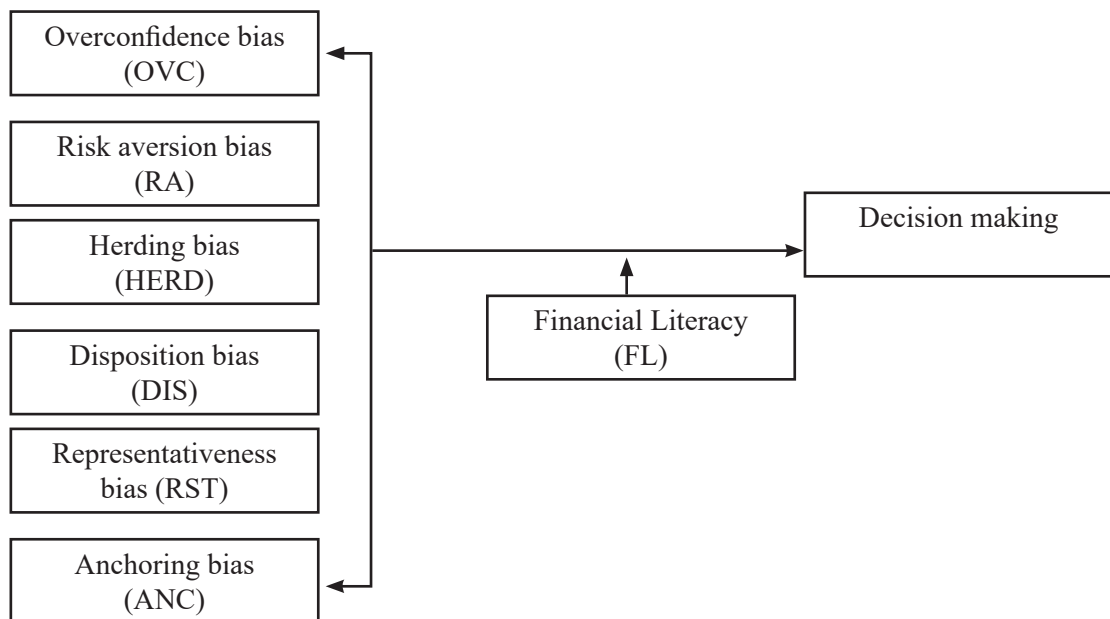 Overconfidence bias
(OVC)
Risk aversion bias
(RA)
Herding bias
(HERD)
Disposition bias
(DIS)
Representativeness
bias (RST)
Anchoring bias
(ANC)
Financial Literacy
(FL)
Decision making